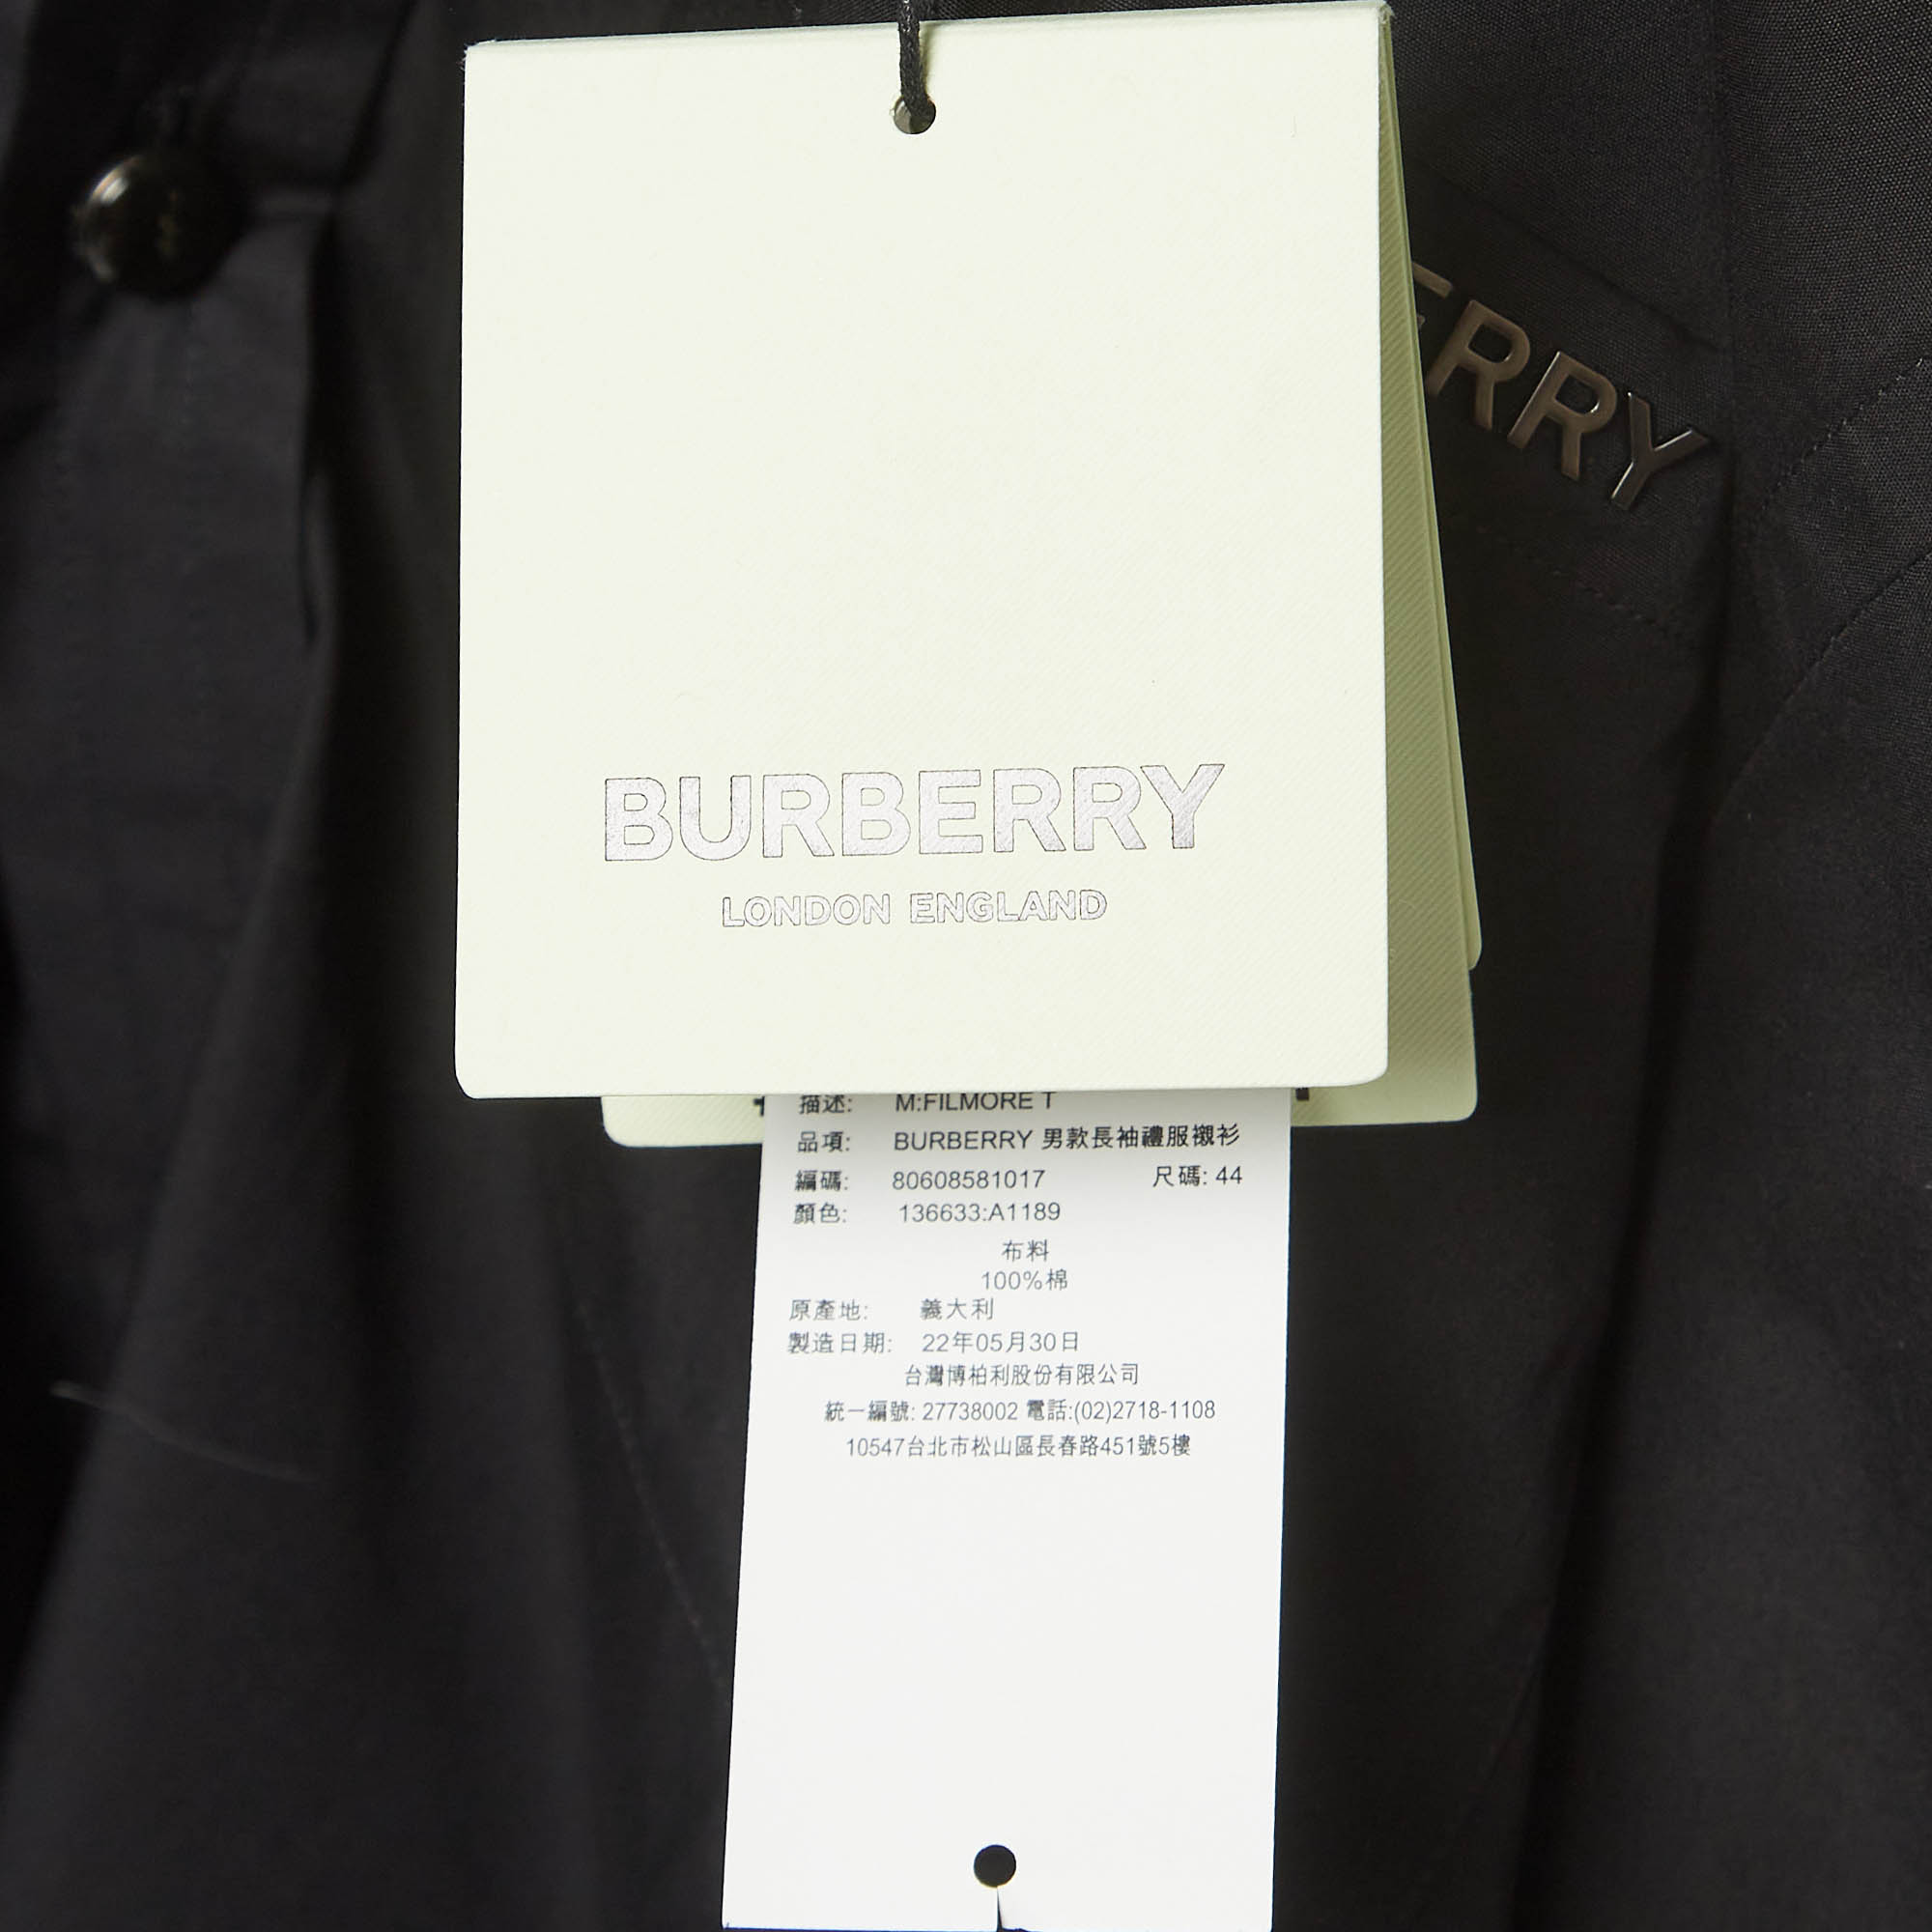 ERRY
BURBERRY
LONDON ENGLAND
描述: M:FILMORE T
品項: BURBERRY 男款長袖禮服襯衫
編碼: 80608581017 尺碼: 44
顏色: 136633:A1189
布料
100%棉
原產地: 義大利
製造日期: 22年05月30日
台灣博柏利股份有限公司
統一編號: 27738002 電話:(02)2718-1108
10547台北市松山區長春路451號5樓